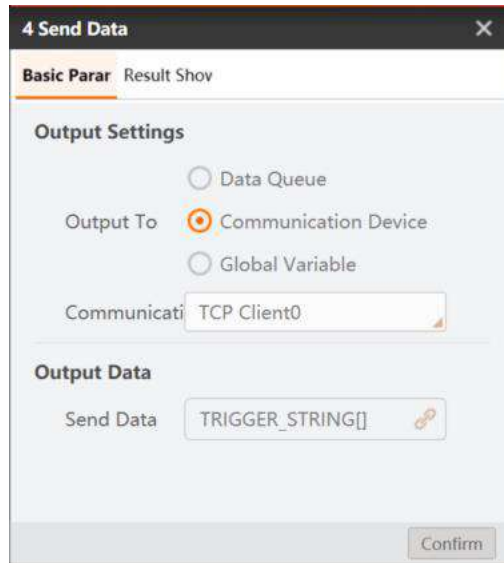 4 Send Data
Basic Parar Result Shov
Output Settings
Data Queue
Output To Communication Device
Global Variable
Communicati TCP Client0
Output Data
Send Data TRIGGER_STRING[]
Confirm